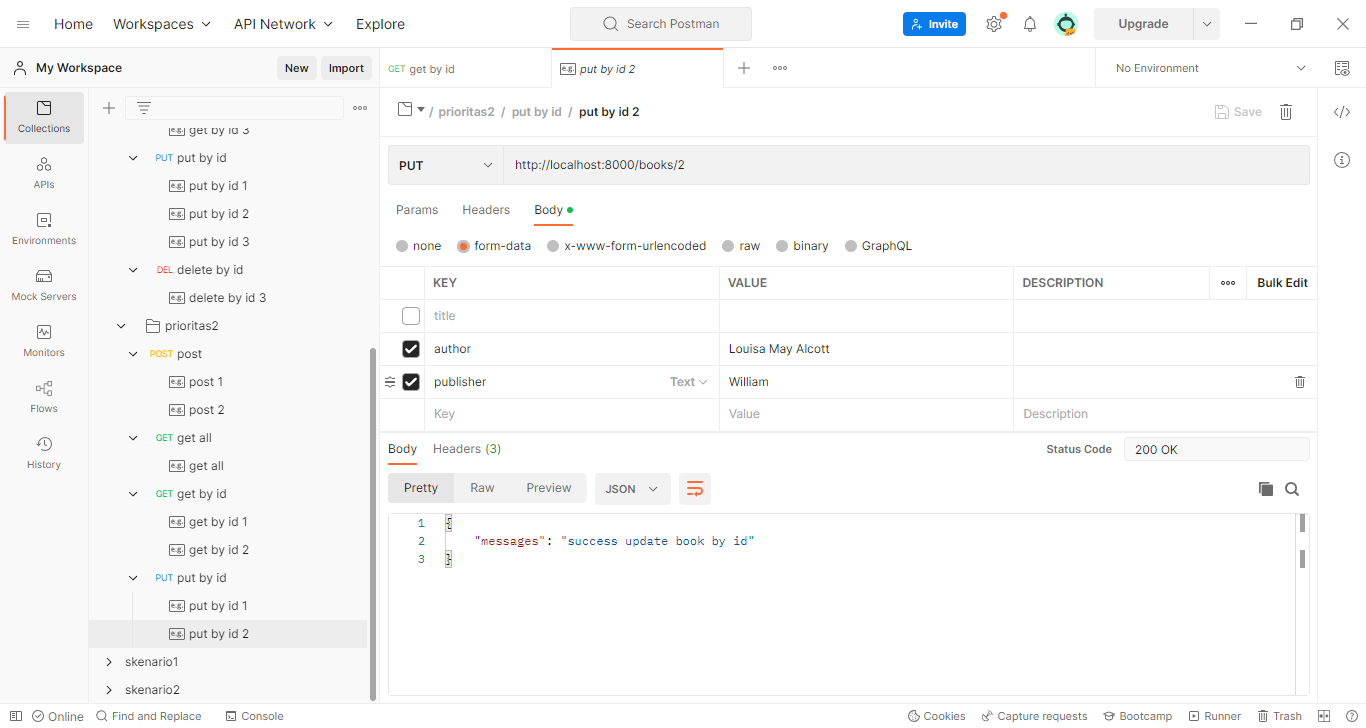 Home Workspaces API Network Explore Search Postman Invite Upgrade
My Workspace New Import GET get by id e.g. put by id 2 No Environment
Collections
APIs
Environments
Mock Servers
Monitors
Flows
History
e.g. get by id 3
PUT put by id
e.g. put by id 1
e.g. put by id 2
e.g. put by id 3
DEL delete by id
e.g. delete by id 3
prioritas2
POST post
e.g. post 1
e.g. post 2
GET get all
e.g. get all
GET get by id
e.g. get by id 1
e.g. get by id 2
PUT put by id
e.g. put by id 1
e.g. put by id 2
skenario1
skenario2
/ prioritas2 / put by id / put by id 2 Save
PUT http://localhost:8000/books/2
Params Headers Body
none form-data x-www-form-urlencoded raw binary GraphQL
KEY VALUE DESCRIPTION Bulk Edit
title
author Louisa May Alcott
publisher Text William
Key Value Description
Body Headers (3) Status Code 200 OK
Pretty Raw Preview JSON
1 {
2 "messages": "success update book by id"
3 }
Online Find and Replace Console Cookies Capture requests Bootcamp Runner Trash